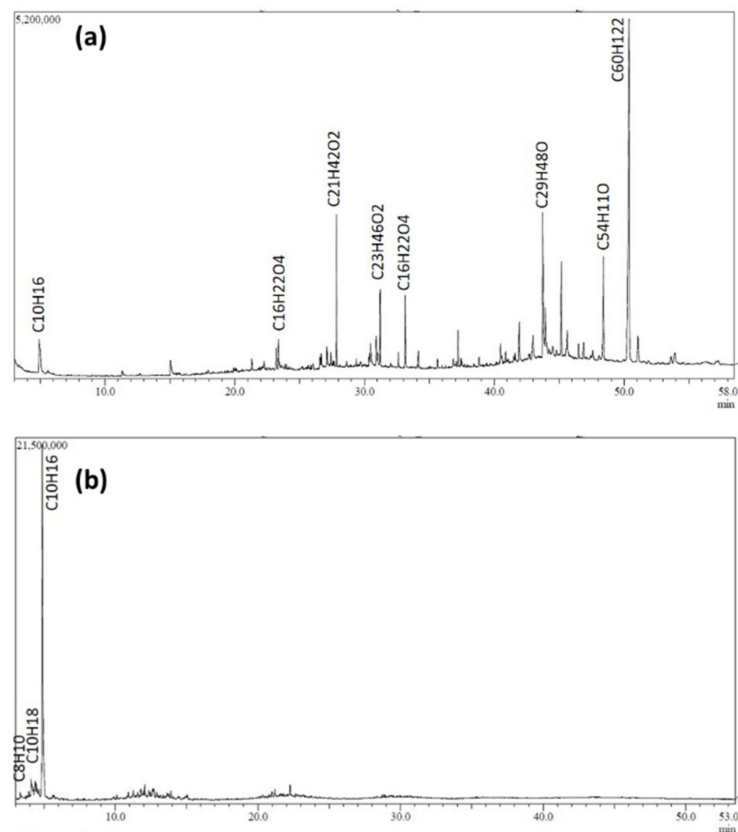 5,200,000
(a)
C10H16
C16H22O4
C21H42O2
C23H46O2
C16H22O4
C29H48O
C54H11O
C60H122
10.0 20.0 30.0 40.0 50.0 58.0
min
21,500,000
(b)
C8H10
C10H18
C10H16
10.0 20.0 30.0 40.0 50.0 53.0
min